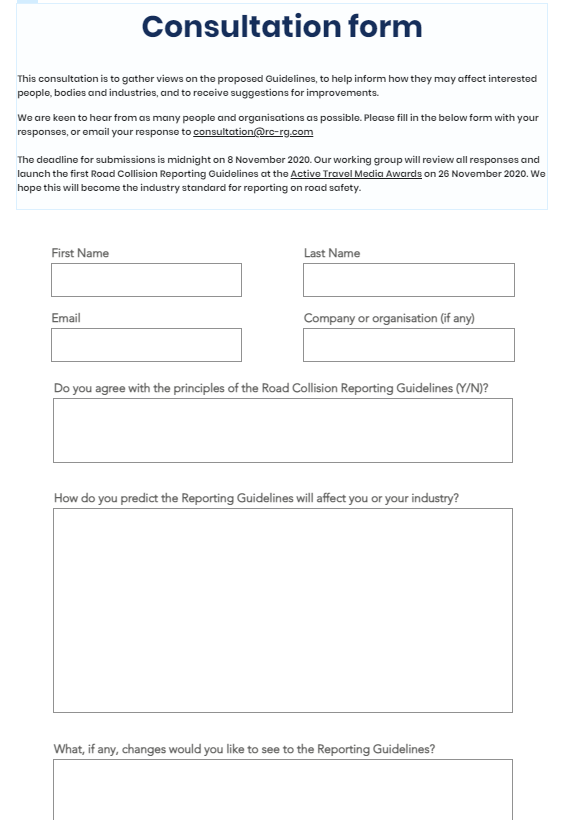 Consultation form
This consultation is to gather views on the proposed Guidelines, to help inform how they may affect interested
people, bodies and industries, and to receive suggestions for improvements.
We are keen to hear from as many people and organisations as possible. Please fill in the below form with your
responses, or email your response to consultation@rc-rg.com
The deadline for submissions is midnight on 8 November 2020. Our working group will review all responses and
launch the first Road Collision Reporting Guidelines at the Active Travel Media Awards on 26 November 2020. We
hope this will become the industry standard for reporting on road safety.
First Name
Last Name
Email
Company or organisation (if any)
Do you agree with the principles of the Road Collision Reporting Guidelines (Y/N)?
How do you predict the Reporting Guidelines will affect you or your industry?
What, if any, changes would you like to see to the Reporting Guidelines?